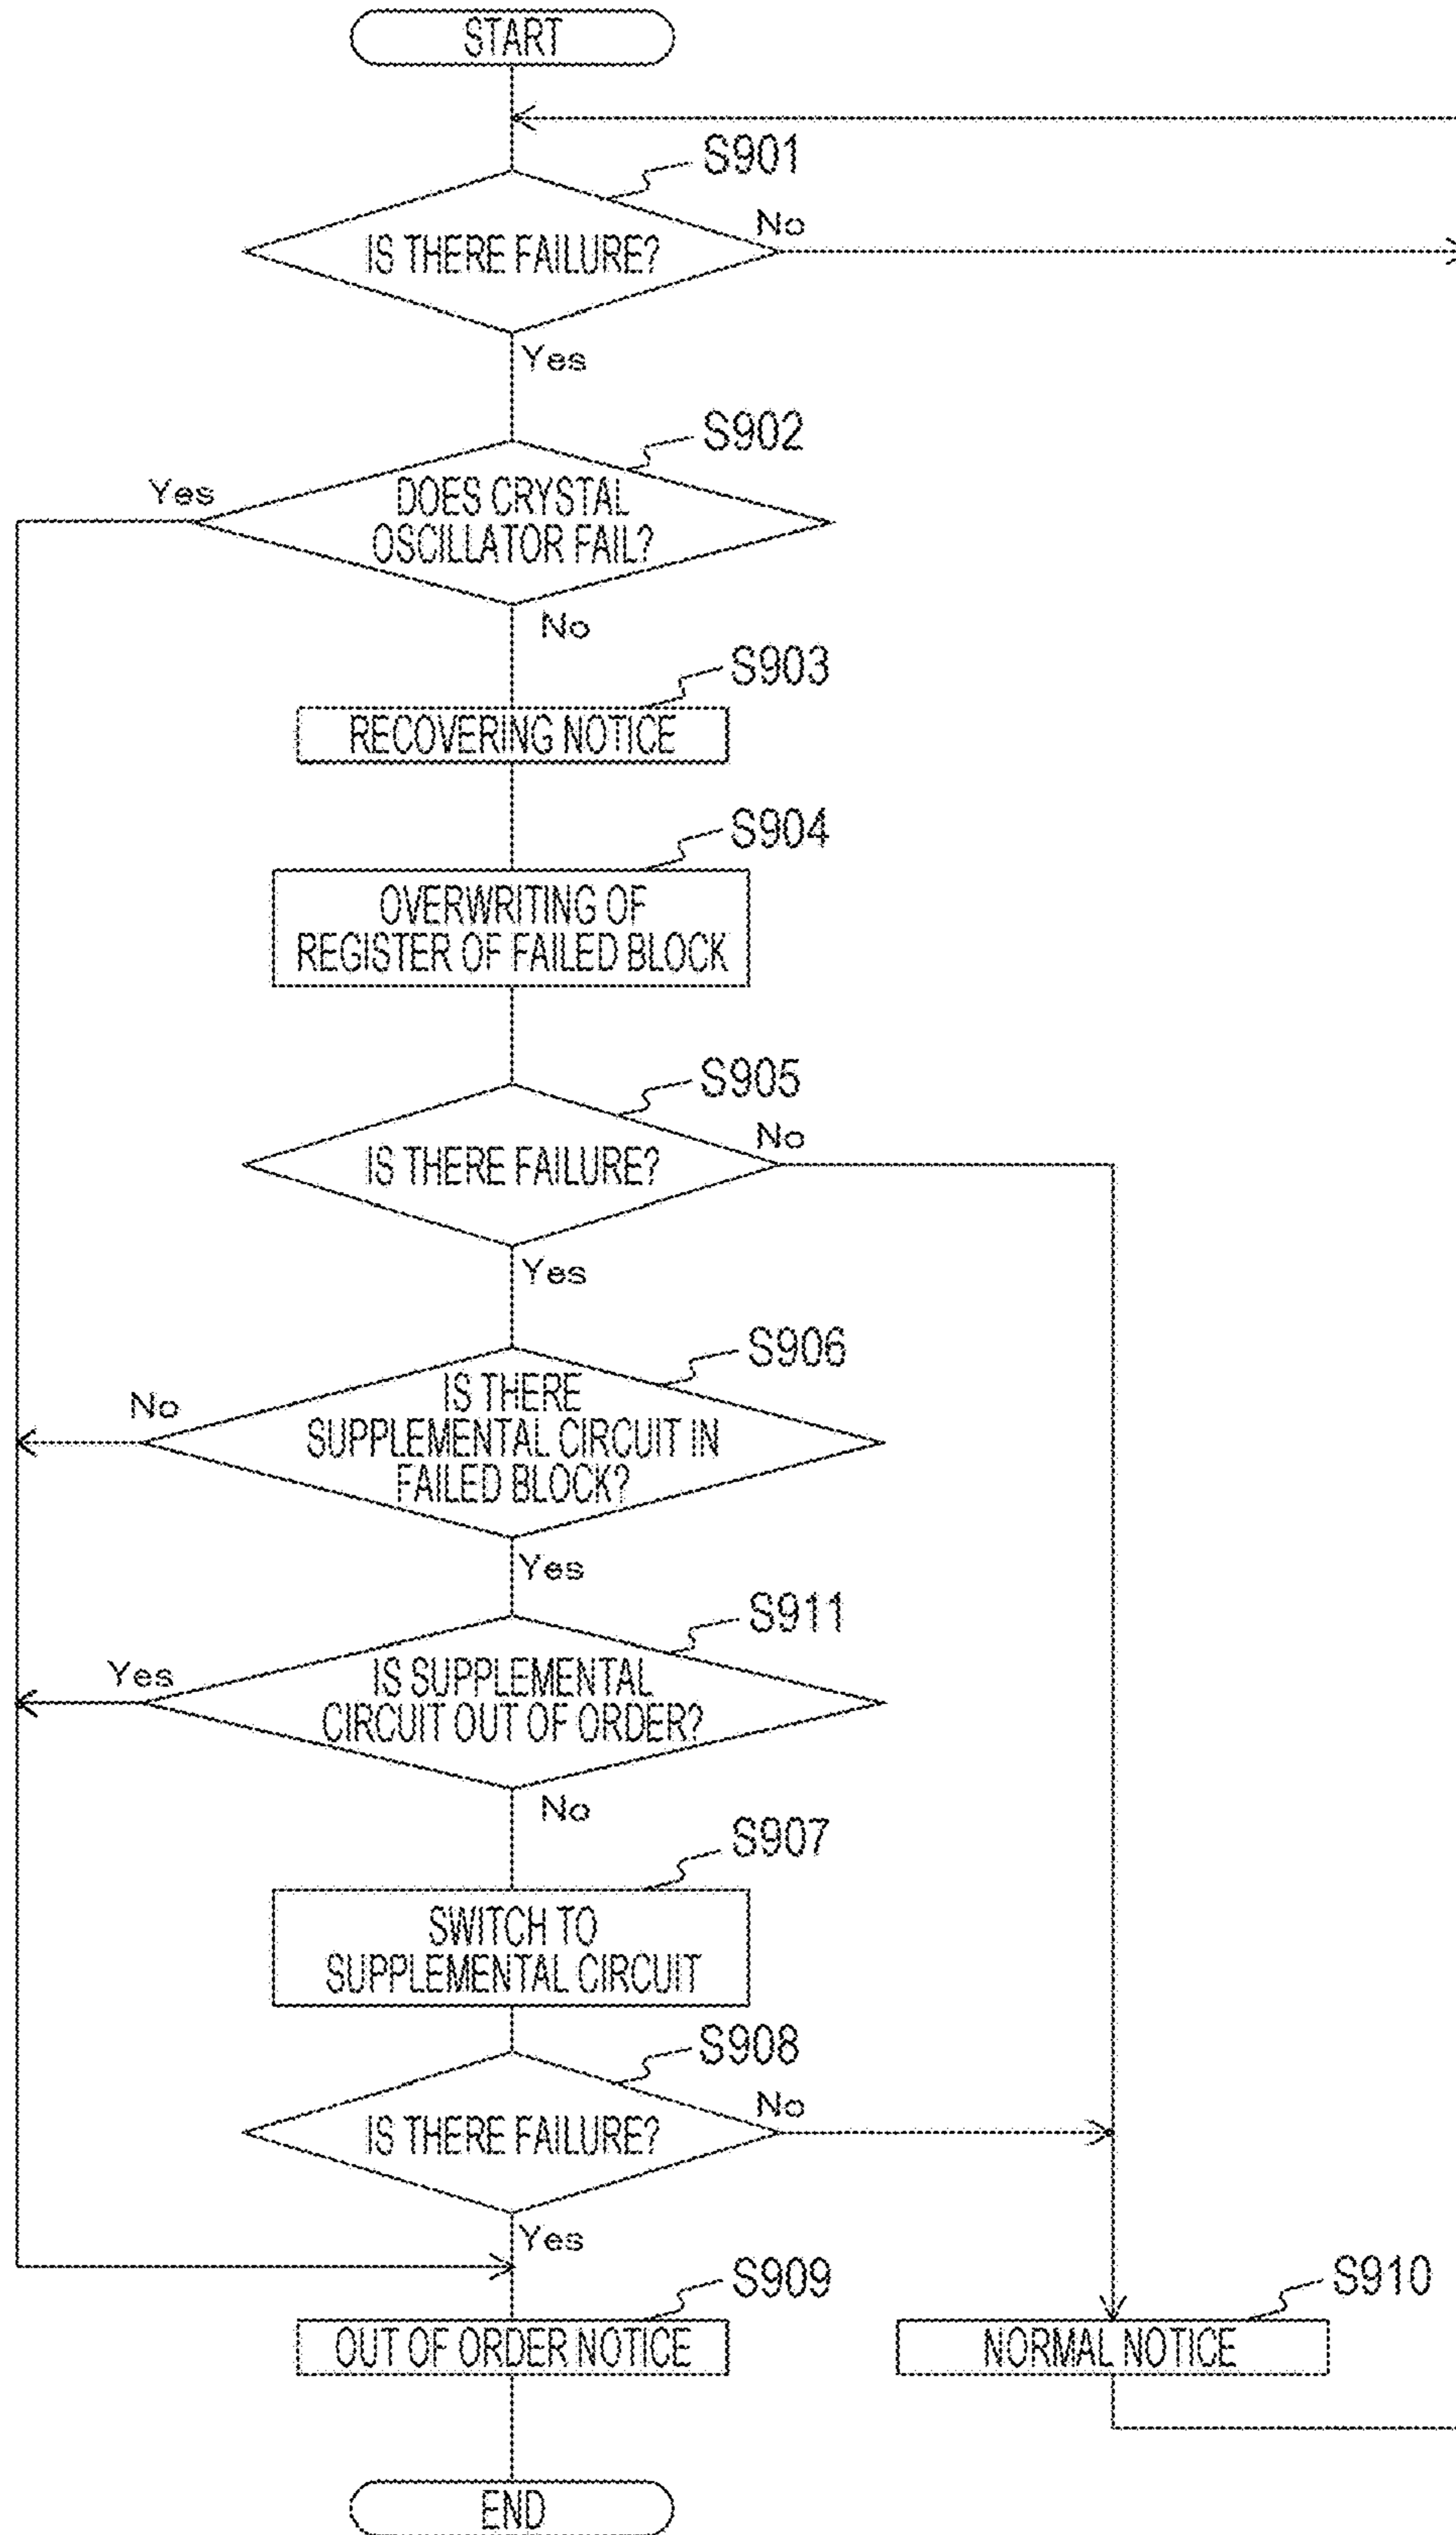 START
S901
IS THERE FAILURE?
No
Yes
S902
Yes
DOES CRYSTAL
OSCILLATOR FAIL?
No
S903
RECOVERING NOTICE
S904
OVERWRITING OF
REGISTER OF FAILED BLOCK
S905
IS THERE FAILURE?
No
Yes
S906
No
IS THERE
SUPPLEMENTAL CIRCUIT IN
FAILED BLOCK?
Yes
S911
Yes
IS SUPPLEMENTAL
CIRCUIT OUT OF ORDER?
No
S907
SWITCH TO
SUPPLEMENTAL CIRCUIT
S908
IS THERE FAILURE?
No
Yes
S909
OUT OF ORDER NOTICE
S910
NORMAL NOTICE
END